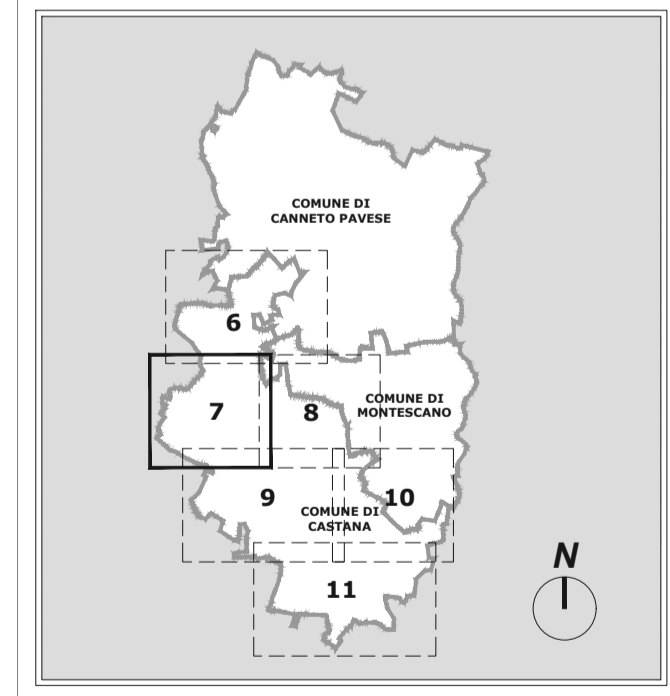 COMUNE DI
CANNETO PAVESE
6
7
8
COMUNE DI
MONTESCANO
9
10
COMUNE DI
CASTANA
11
N